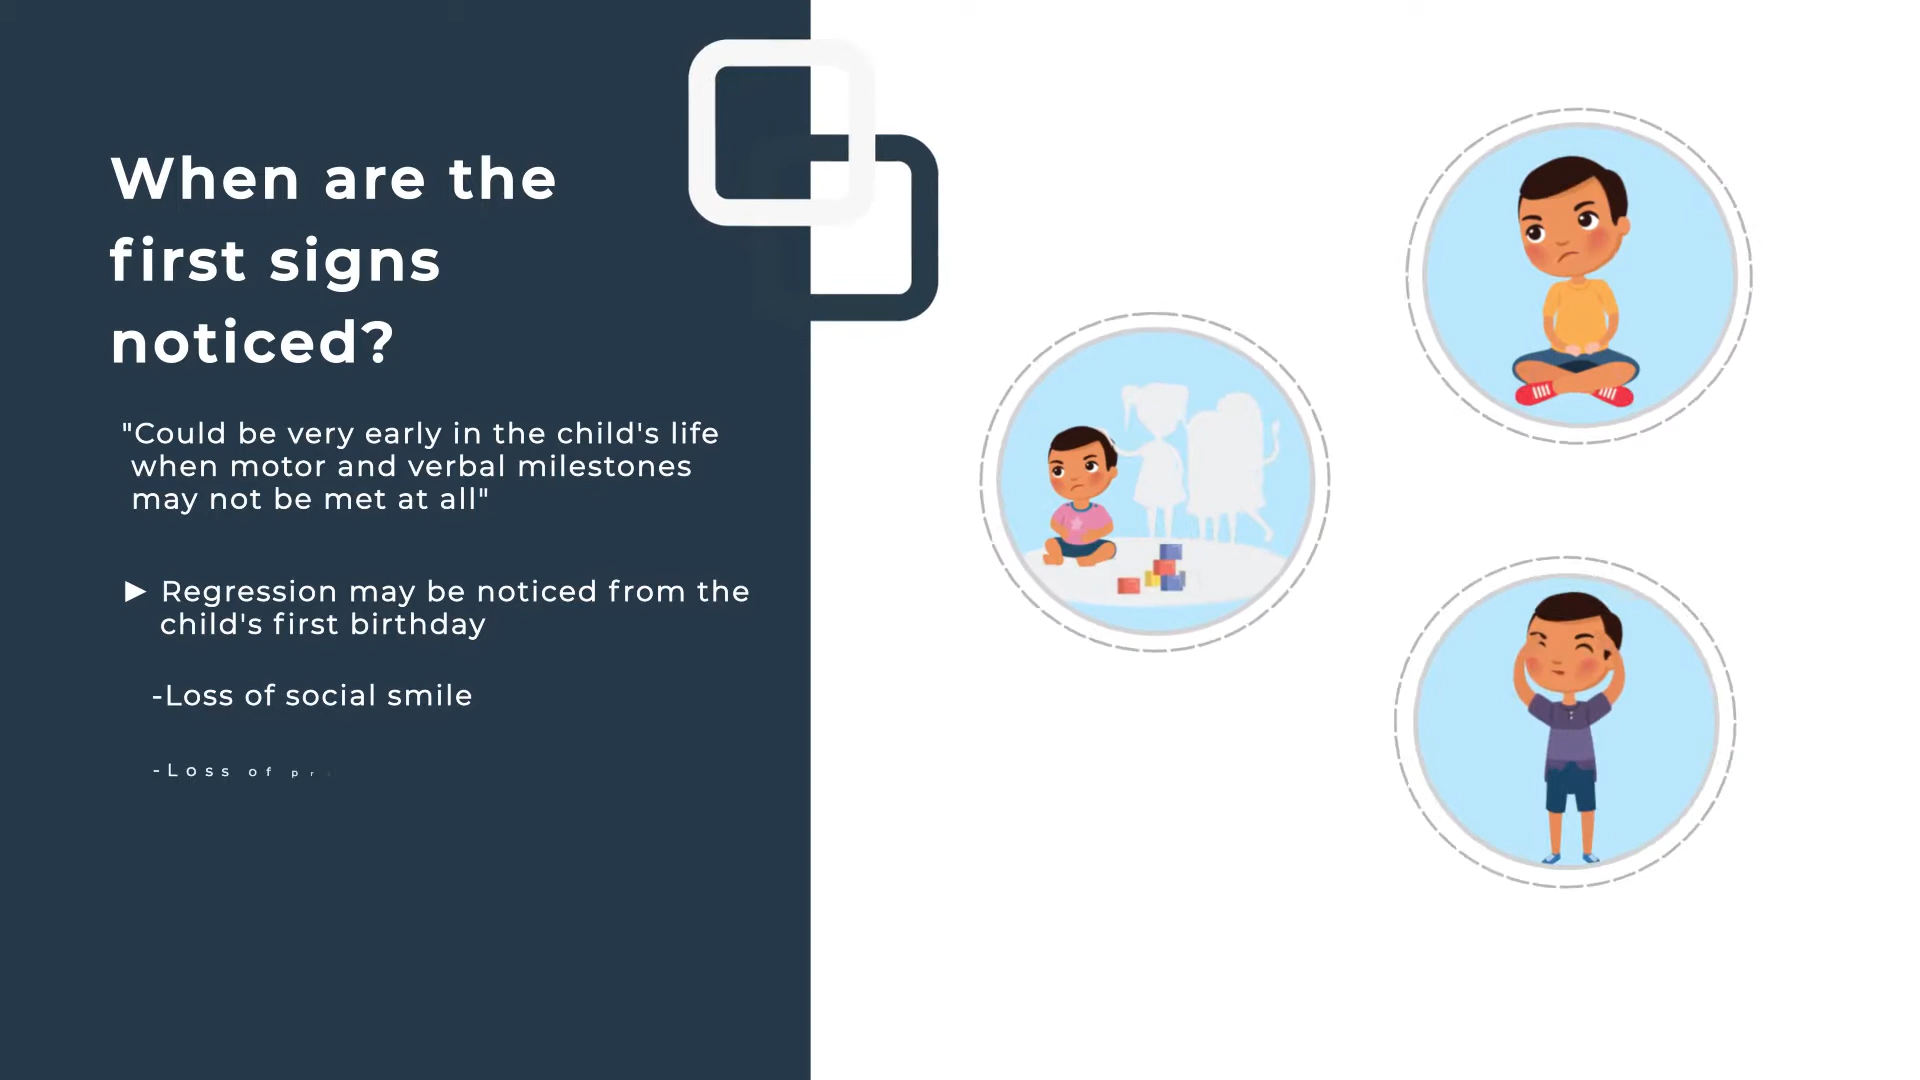 When are the
first signs
noticed?
"Could be very early in the child's life
when motor and verbal milestones
may not be met at all"
► Regression may be noticed from the
child's first birthday
-Loss of social smile
-Loss of